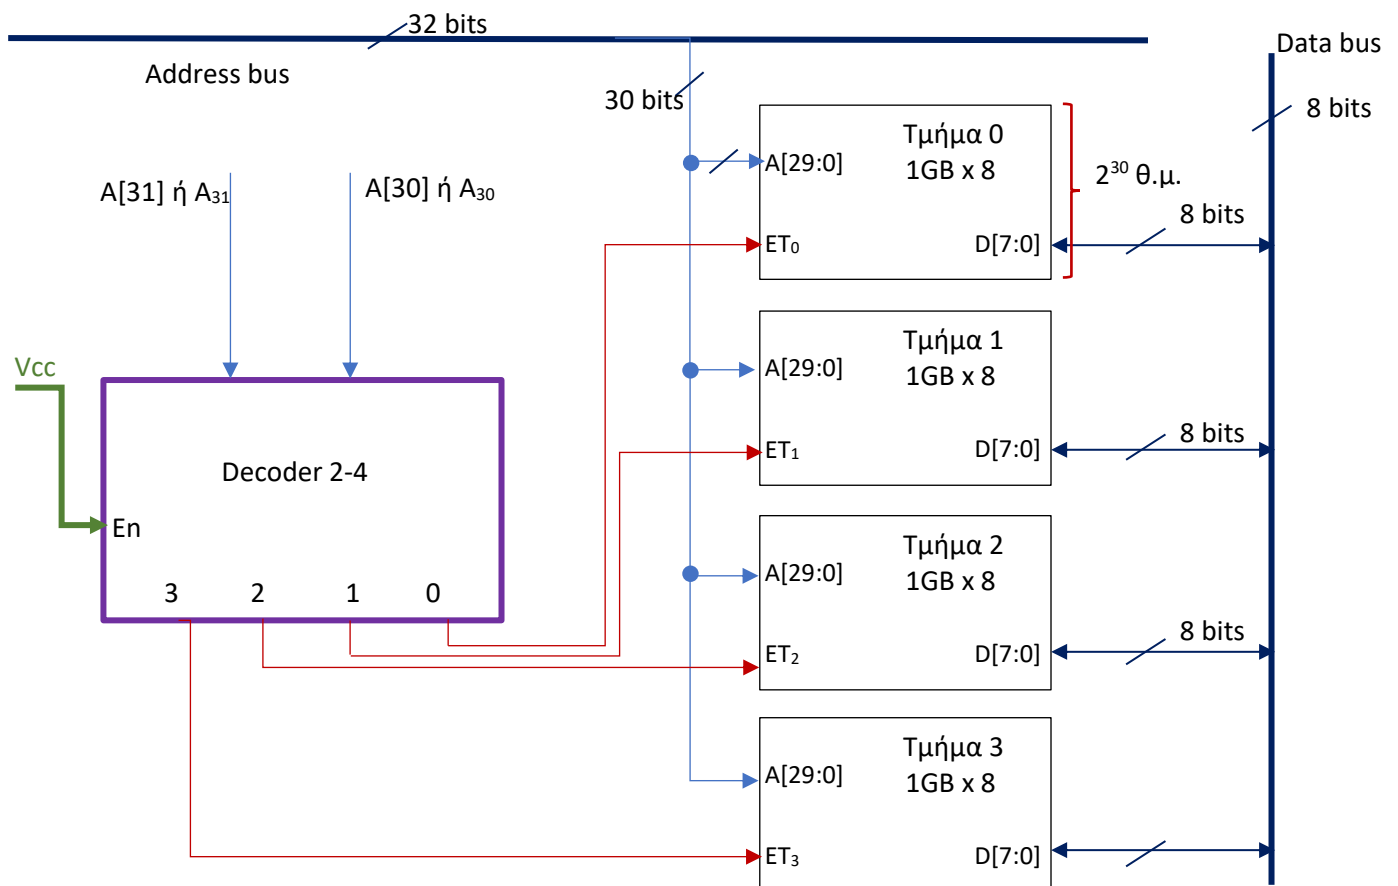 32 bits
Address bus
Data bus
30 bits
8 bits
A[31] ή A₃₁
A[30] ή A₃₀
Τμήμα 0
1GB x 8
A[29:0]
2³⁰ θ.μ.
8 bits
ET₀
D[7:0]
Τμήμα 1
1GB x 8
A[29:0]
8 bits
ET₁
D[7:0]
Vcc
Decoder 2-4
En
3 2 1 0
Τμήμα 2
1GB x 8
A[29:0]
8 bits
ET₂
D[7:0]
Τμήμα 3
1GB x 8
A[29:0]
ET₃
D[7:0]